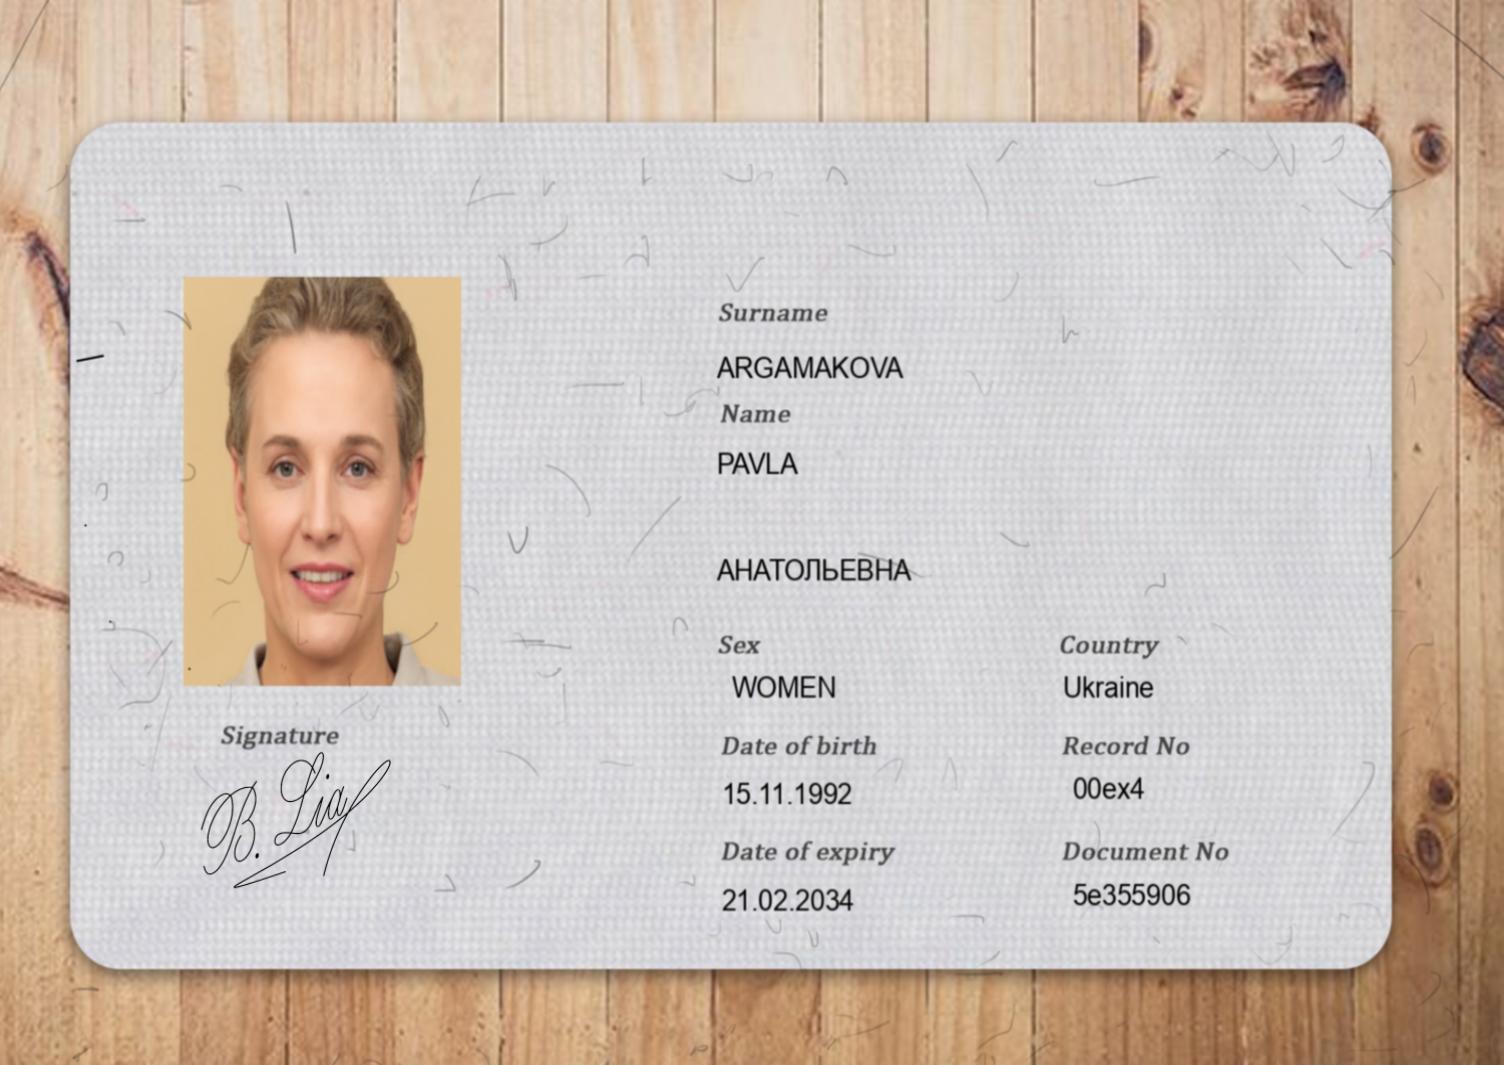 Surname
ARGAMAKOVA
Name
PAVLA
АНАТОЛЬЕВНА
Sex
Country
WOMEN
Ukraine
Date of birth
Record No
15.11.1992
00ex4
Date of expiry
Document No
21.02.2034
5e355906
Signature
B. Lia